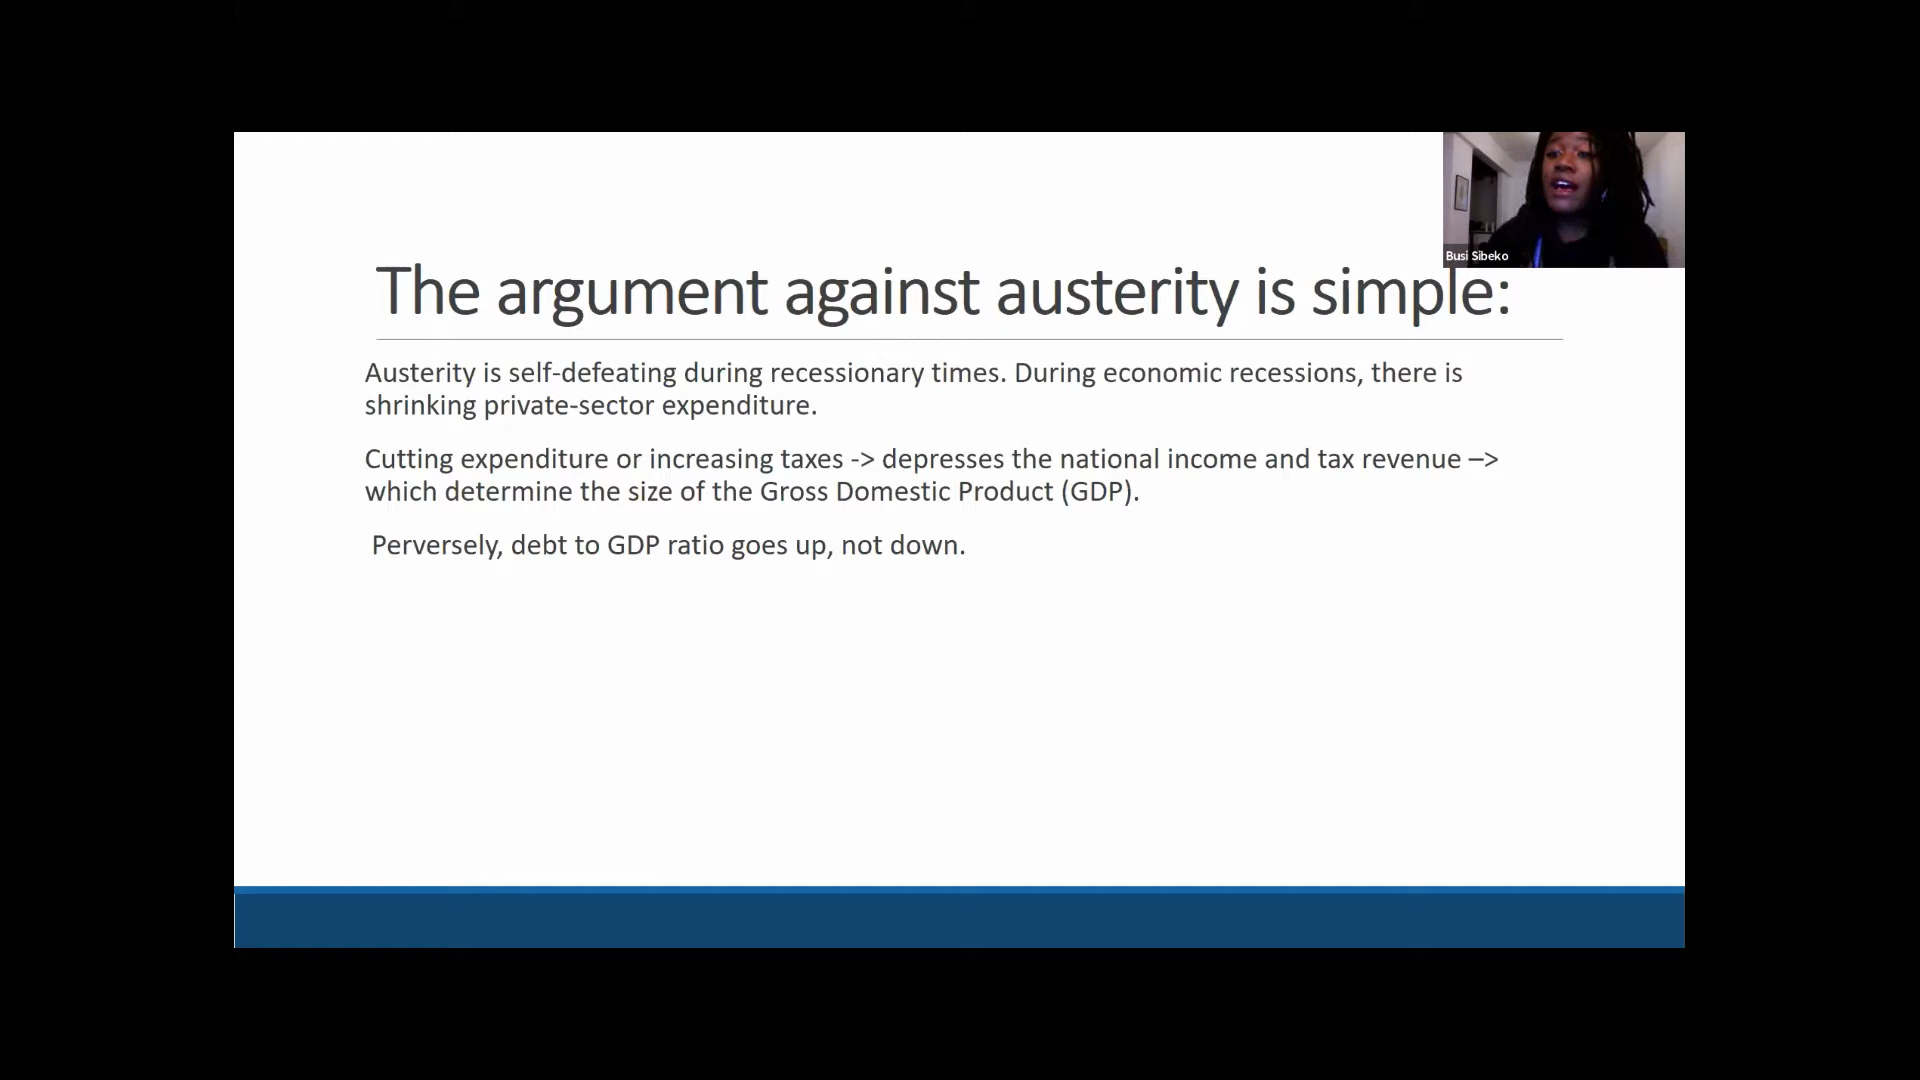 Busi Sibeko
The argument against austerity is simple:
Austerity is self-defeating during recessionary times. During economic recessions, there is
shrinking private-sector expenditure.
Cutting expenditure or increasing taxes -> depresses the national income and tax revenue –>
which determine the size of the Gross Domestic Product (GDP).
Perversely, debt to GDP ratio goes up, not down.